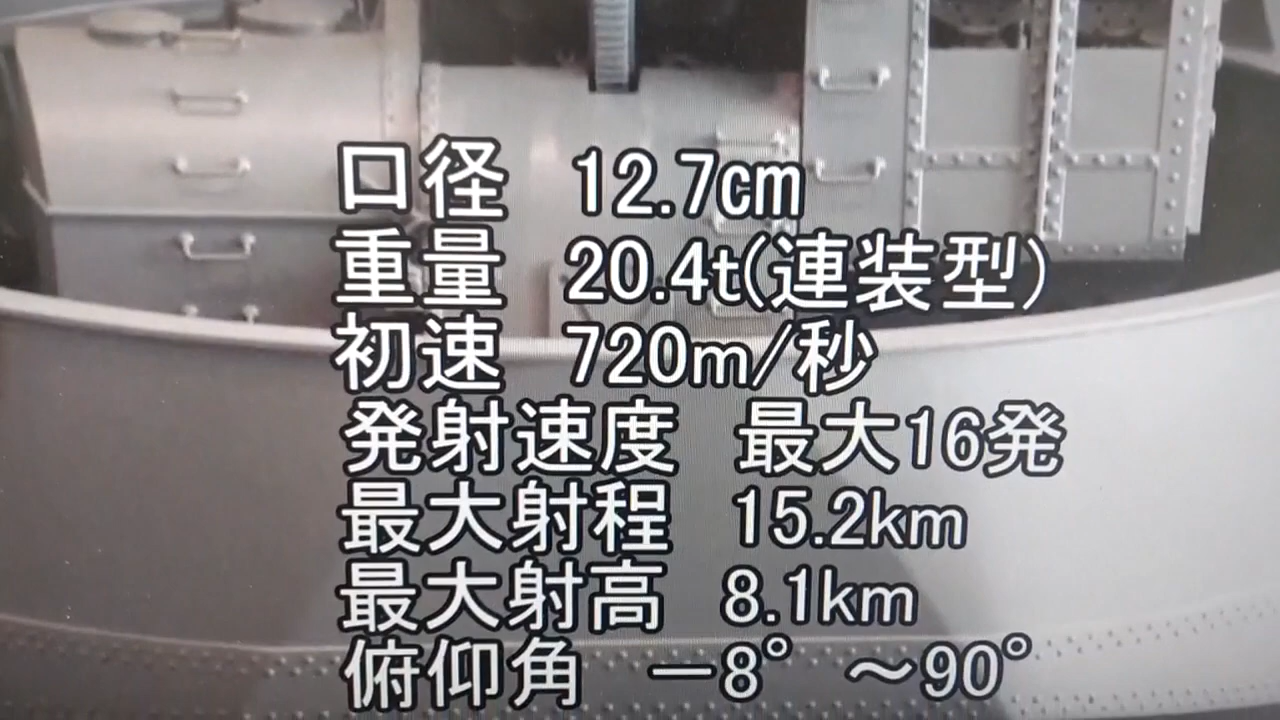 口径　12.7㎝
重量　20.4t(連装型)
初速　720m/秒
発射速度　最大16発
最大射程　15.2km
最大射高　8.1km
俯仰角　－8°～90°